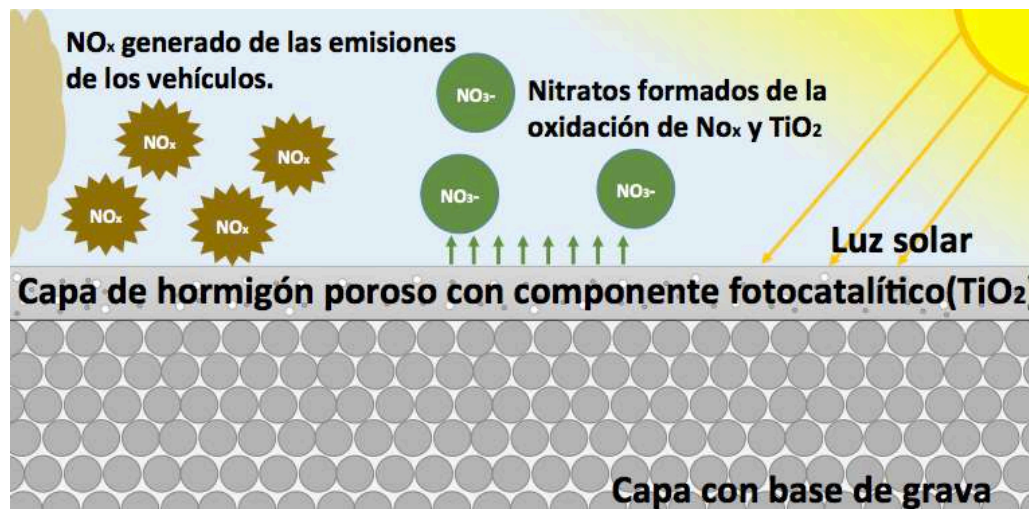 NOx generado de las emisiones
de los vehículos.
NOx
NOx
NOx
NOx
NO3-
Nitratos formados de la
oxidación de Nox y TiO2
NO3-
NO3-
Luz solar
Capa de hormigón poroso con componente fotocatalítico(TiO2)
Capa con base de grava